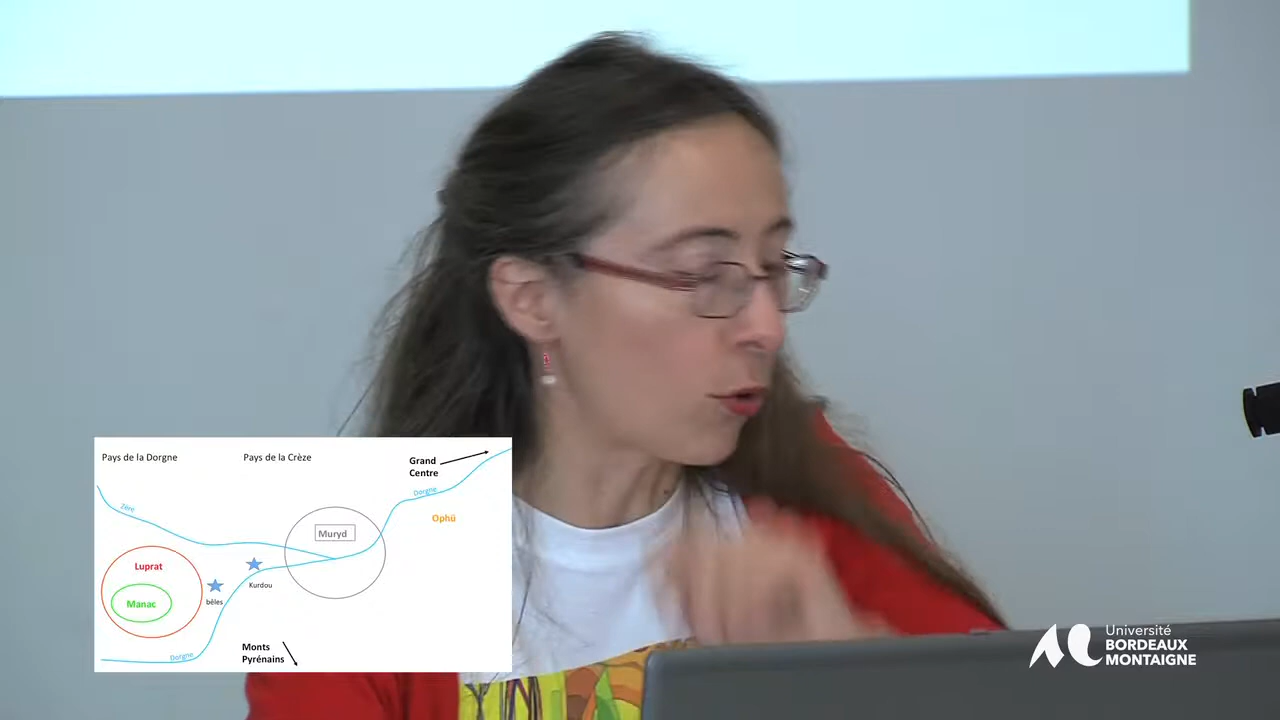 Pays de la Dorgne
Pays de la Crèze
Grand
Centre
Dorgne
Zère
Ophü
Muryd
Luprat
Kurdou
Manac
bêles
Monts
Pyrénains
Dorgne
Université
BORDEAUX
MONTAIGNE